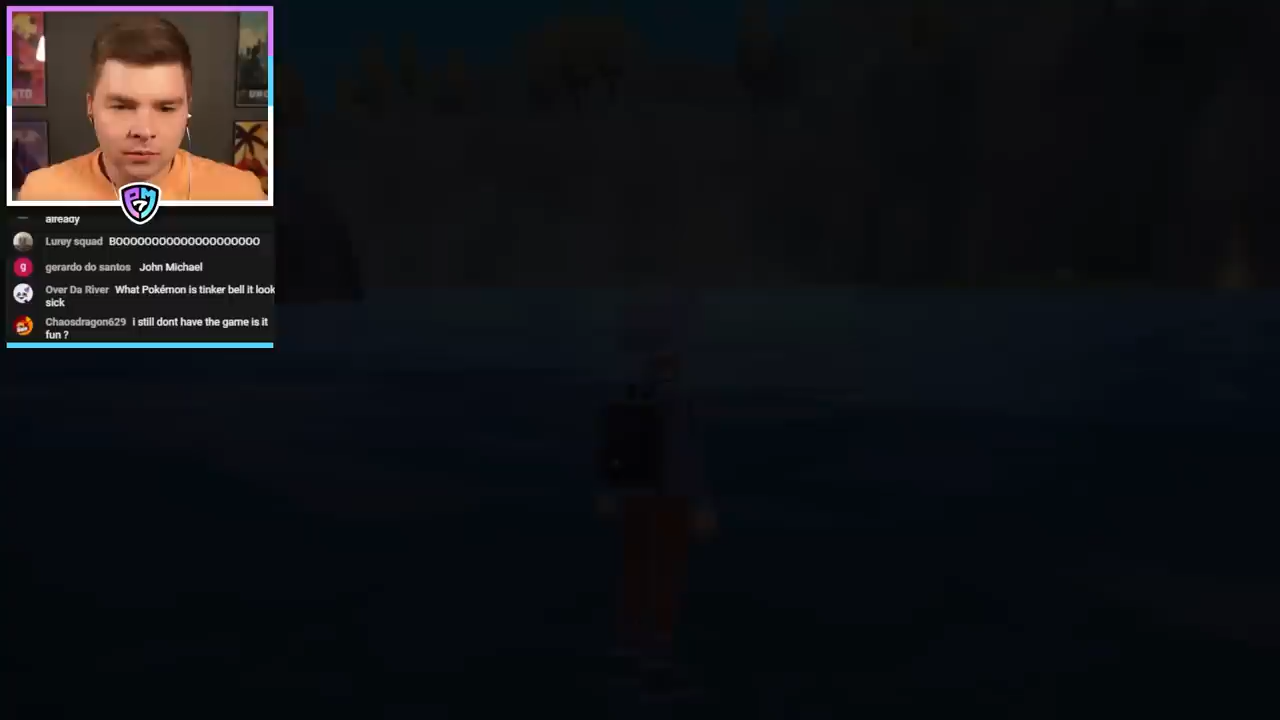 already
Lurey squad BOOOOOOOOOOOOOOOOOOOO
gerardo do santos John Michael
Over Da River What Pokémon is tinker bell it look
sick
Chaosdragon629 i still dont have the game is it
fun ?